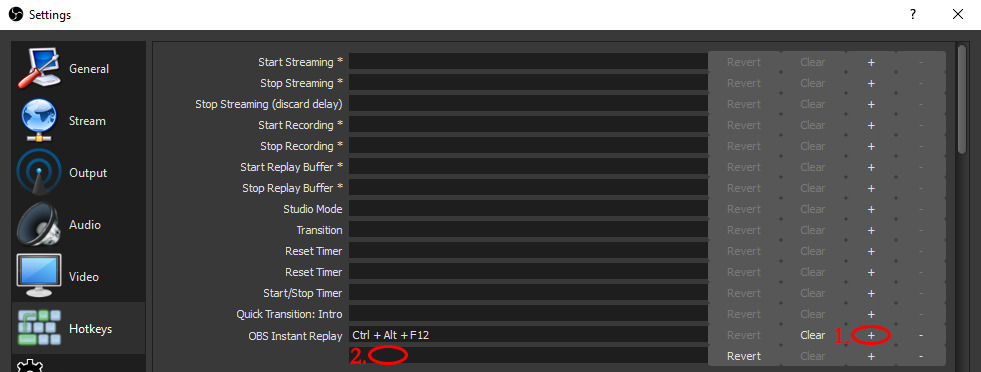 Settings ? ×
General
Stream
Output
Audio
Video
Hotkeys
Start Streaming * Revert Clear + -
Stop Streaming * Revert Clear + -
Stop Streaming (discard delay) Revert Clear + -
Start Recording * Revert Clear + -
Stop Recording * Revert Clear + -
Start Replay Buffer * Revert Clear + -
Stop Replay Buffer * Revert Clear + -
Studio Mode Revert Clear + -
Transition Revert Clear + -
Reset Timer Revert Clear + -
Reset Timer Revert Clear + -
Start/Stop Timer Revert Clear + -
Quick Transition: Intro Revert Clear + -
OBS Instant Replay Ctrl + Alt + F12 Revert Clear 1. + -
2. Revert Clear + -